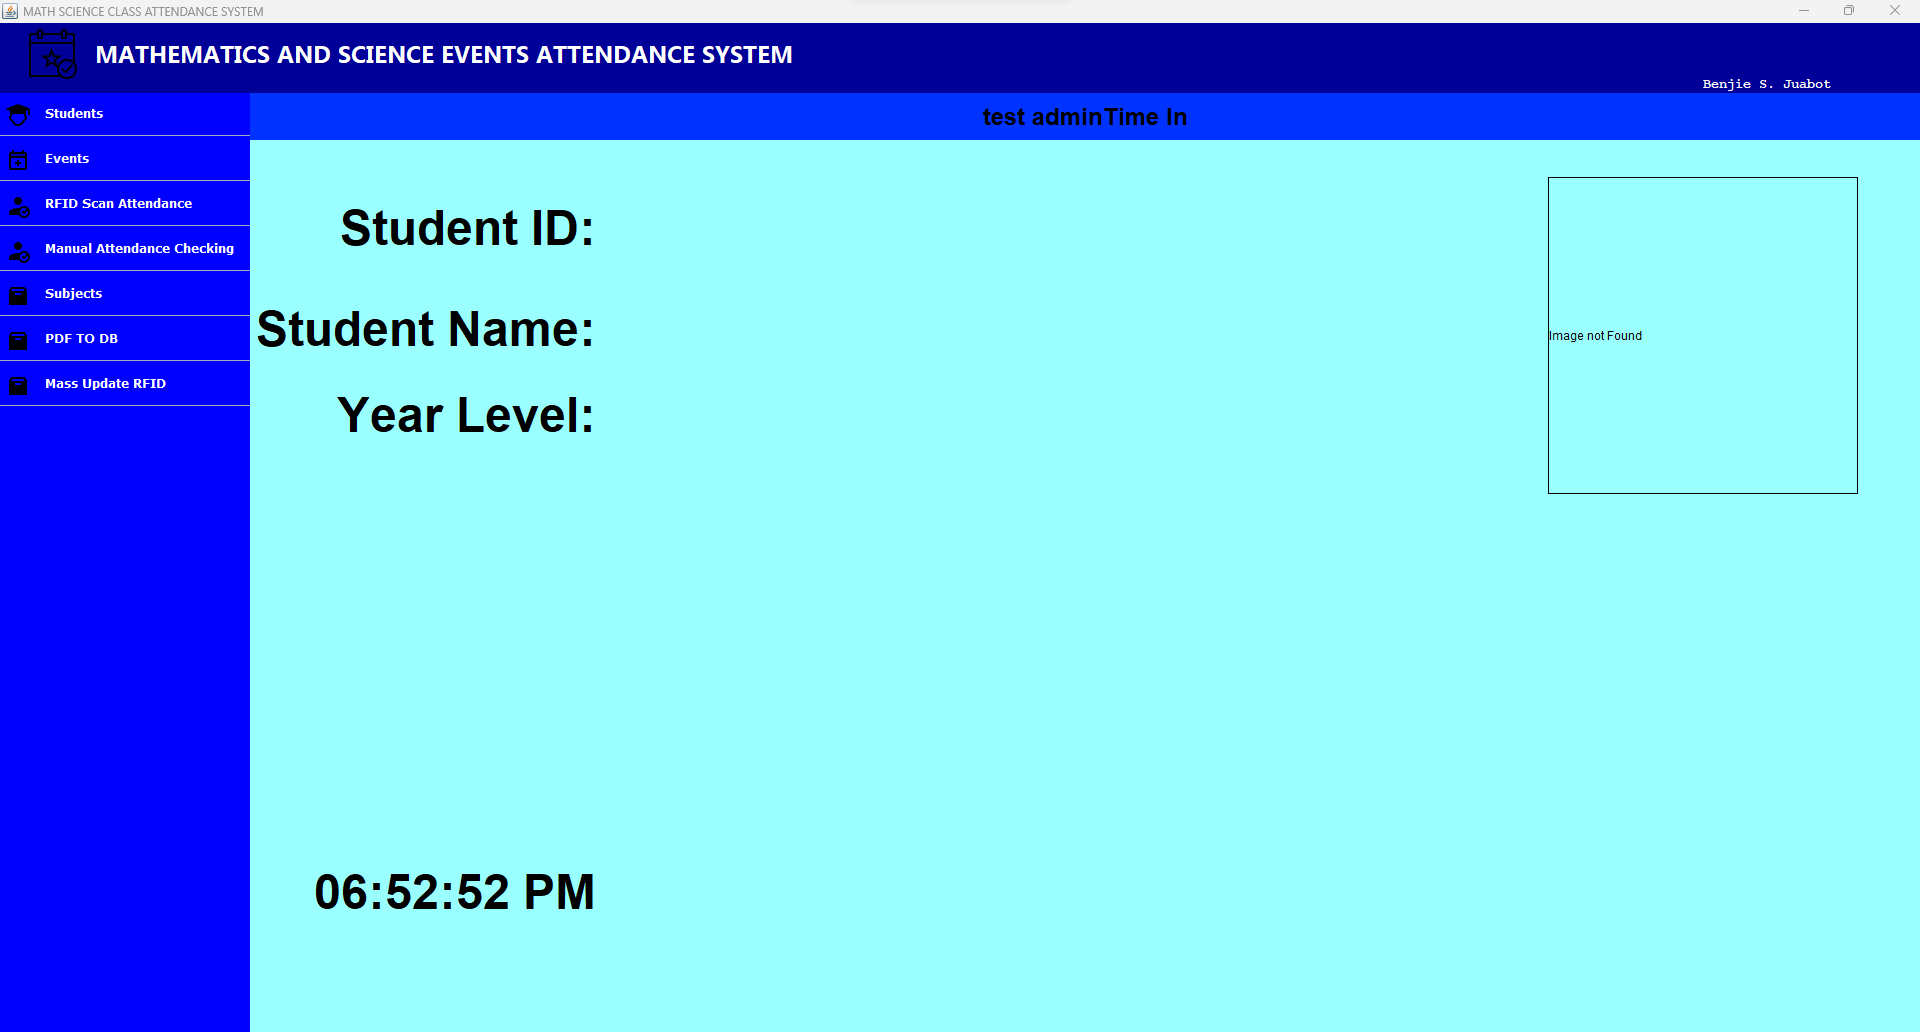 MATH SCIENCE CLASS ATTENDANCE SYSTEM
MATHEMATICS AND SCIENCE EVENTS ATTENDANCE SYSTEM
Benjie S. Juabot
Students
Events
RFID Scan Attendance
Manual Attendance Checking
Subjects
PDF TO DB
Mass Update RFID
test adminTime In
Student ID:
Student Name:
Year Level:
Image not Found
06:52:52 PM